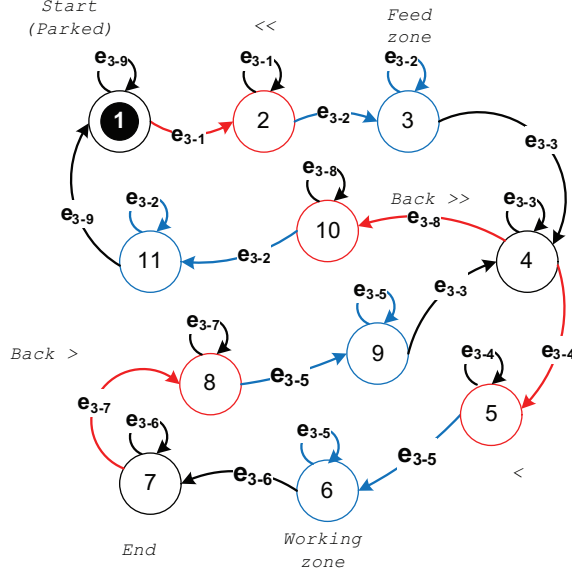 Start
(Parked)
<<
Feed
zone
e3-9
e3-1
e3-2
1
e3-1
2
e3-2
3
e3-3
e3-8
Back >>
e3-3
e3-2
e3-9
e3-8
10
11
e3-2
4
e3-5
e3-3
e3-7
Back >
9
e3-4
e3-4
8
e3-5
e3-7
e3-6
e3-5
5
e3-5
<
7
e3-6
6
End
Working
zone